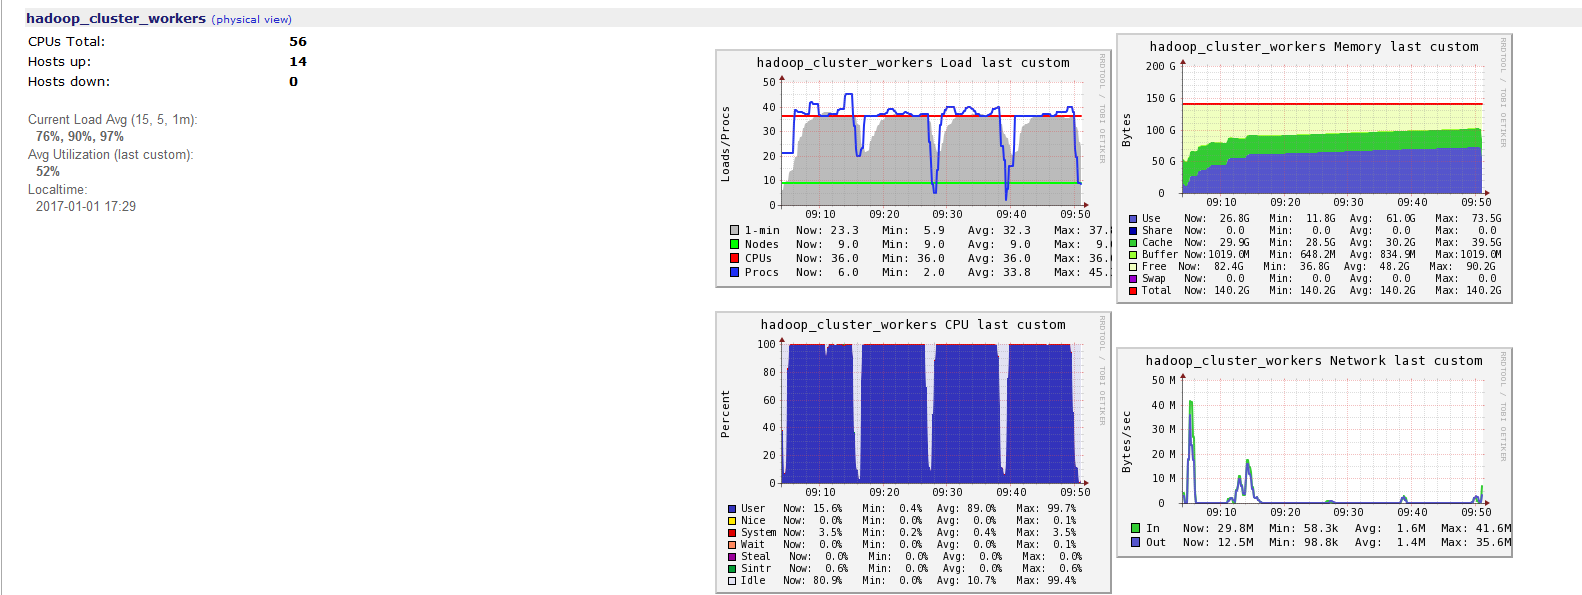 hadoop_cluster_workers (physical view)
CPUs Total: 56
Hosts up: 14
Hosts down: 0
Current Load Avg (15, 5, 1m):
76%, 90%, 97%
Avg Utilization (last custom):
52%
Localtime:
2017-01-01 17:29
hadoop_cluster_workers Load last custom
RRDTOOL / TOBI OETIKER
Loads/Procs
50
40
30
20
10
0
09:10 09:20 09:30 09:40 09:50
1-min Now: 23.3 Min: 5.9 Avg: 32.3 Max: 37.
Nodes Now: 9.0 Min: 9.0 Avg: 9.0 Max: 9.
CPUs Now: 36.0 Min: 36.0 Avg: 36.0 Max: 36.
Procs Now: 6.0 Min: 2.0 Avg: 33.8 Max: 45.
hadoop_cluster_workers Memory last custom
RRDTOOL / TOBI OETIKER
Bytes
200 G
150 G
100 G
50 G
0
09:10 09:20 09:30 09:40 09:50
Use Now: 26.8G Min: 11.8G Avg: 61.0G Max: 73.5G
Share Now: 0.0 Min: 0.0 Avg: 0.0 Max: 0.0
Cache Now: 29.9G Min: 28.5G Avg: 30.2G Max: 39.5G
Buffer Now:1019.0M Min: 648.2M Avg: 834.9M Max:1019.0M
Free Now: 82.4G Min: 36.8G Avg: 48.2G Max: 90.2G
Swap Now: 0.0 Min: 0.0 Avg: 0.0 Max: 0.0
Total Now: 140.2G Min: 140.2G Avg: 140.2G Max: 140.2G
hadoop_cluster_workers CPU last custom
RRDTOOL / TOBI OETIKER
Percent
100
80
60
40
20
0
09:10 09:20 09:30 09:40 09:50
User Now: 15.6% Min: 0.4% Avg: 89.0% Max: 99.7%
Nice Now: 0.0% Min: 0.0% Avg: 0.0% Max: 0.1%
System Now: 3.5% Min: 0.2% Avg: 0.4% Max: 3.5%
Wait Now: 0.0% Min: 0.0% Avg: 0.0% Max: 0.1%
Steal Now: 0.0% Min: 0.0% Avg: 0.0% Max: 0.0%
Sintr Now: 0.6% Min: 0.0% Avg: 0.0% Max: 0.6%
Idle Now: 80.9% Min: 0.0% Avg: 10.7% Max: 99.4%
hadoop_cluster_workers Network last custom
RRDTOOL / TOBI OETIKER
Bytes/sec
50 M
40 M
30 M
20 M
10 M
0
09:10 09:20 09:30 09:40 09:50
In Now: 29.8M Min: 58.3k Avg: 1.6M Max: 41.6M
Out Now: 12.5M Min: 98.8k Avg: 1.4M Max: 35.6M